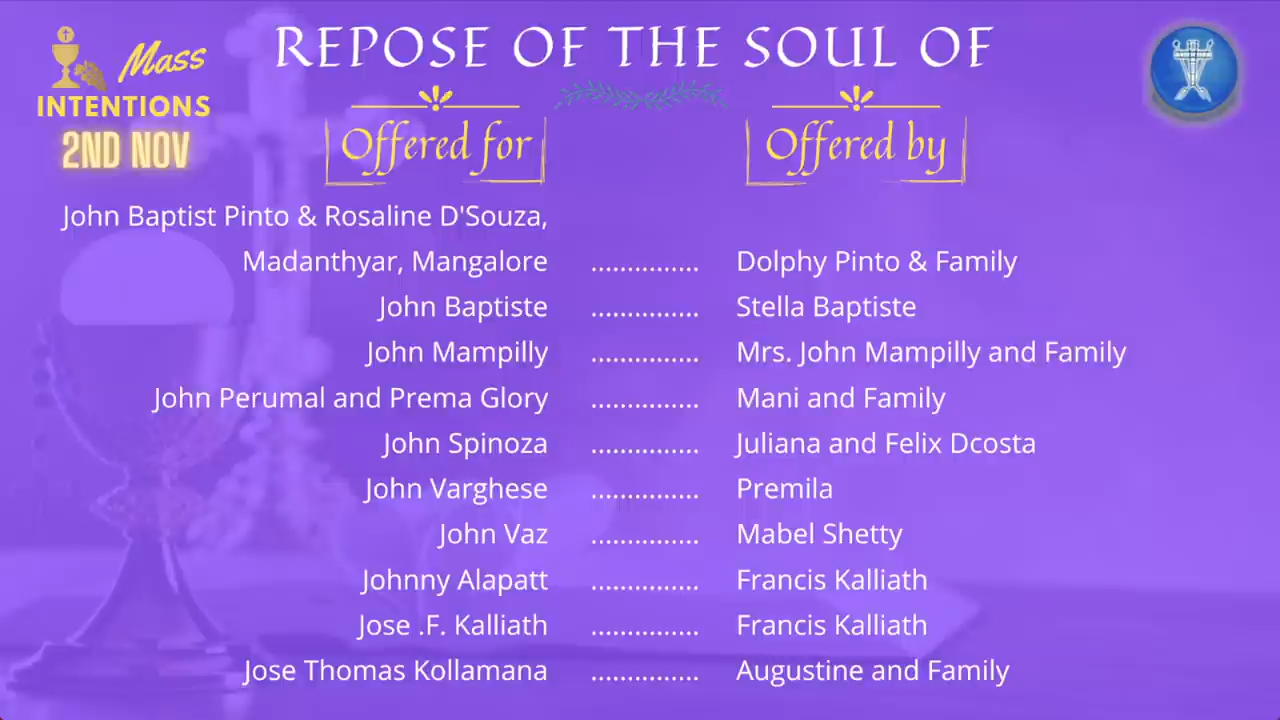 Mass
INTENTIONS
2ND NOV
REPOSE OF THE SOUL OF
Offered for
Offered by
John Baptist Pinto & Rosaline D'Souza,
Madanthyar, Mangalore ............... Dolphy Pinto & Family
John Baptiste ............... Stella Baptiste
John Mampilly ............... Mrs. John Mampilly and Family
John Perumal and Prema Glory ............... Mani and Family
John Spinoza ............... Juliana and Felix Dcosta
John Varghese ............... Premila
John Vaz ............... Mabel Shetty
Johnny Alapatt ............... Francis Kalliath
Jose .F. Kalliath ............... Francis Kalliath
Jose Thomas Kollamana ............... Augustine and Family